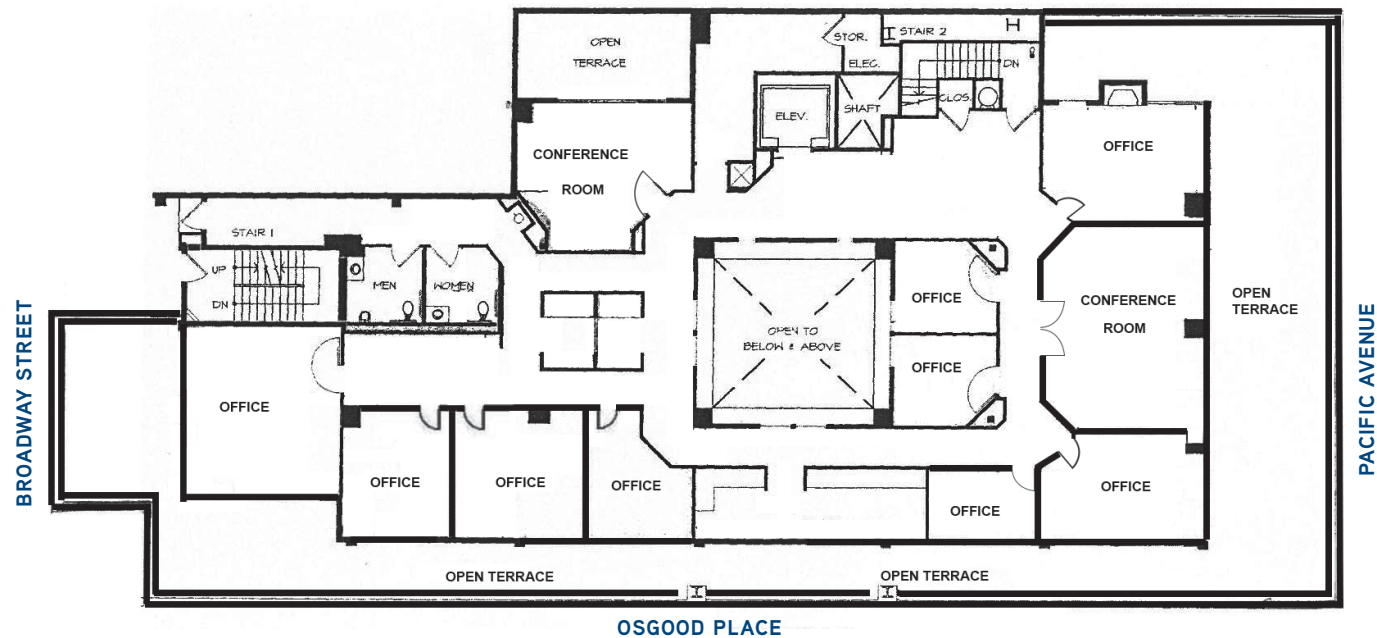 OPEN
TERRACE
STOR.
STAIR 2
ELEC.
DN
CLOS.
SHAFT
ELEV.
CONFERENCE
ROOM
OFFICE
STAIR 1
UP
DN
MEN
WOMEN
OFFICE
OPEN TO
BELOW & ABOVE
OFFICE
CONFERENCE
ROOM
OPEN
TERRACE
BROADWAY STREET
PACIFIC AVENUE
OFFICE
OFFICE
OFFICE
OFFICE
OFFICE
OFFICE
OPEN TERRACE
OPEN TERRACE
OSGOOD PLACE